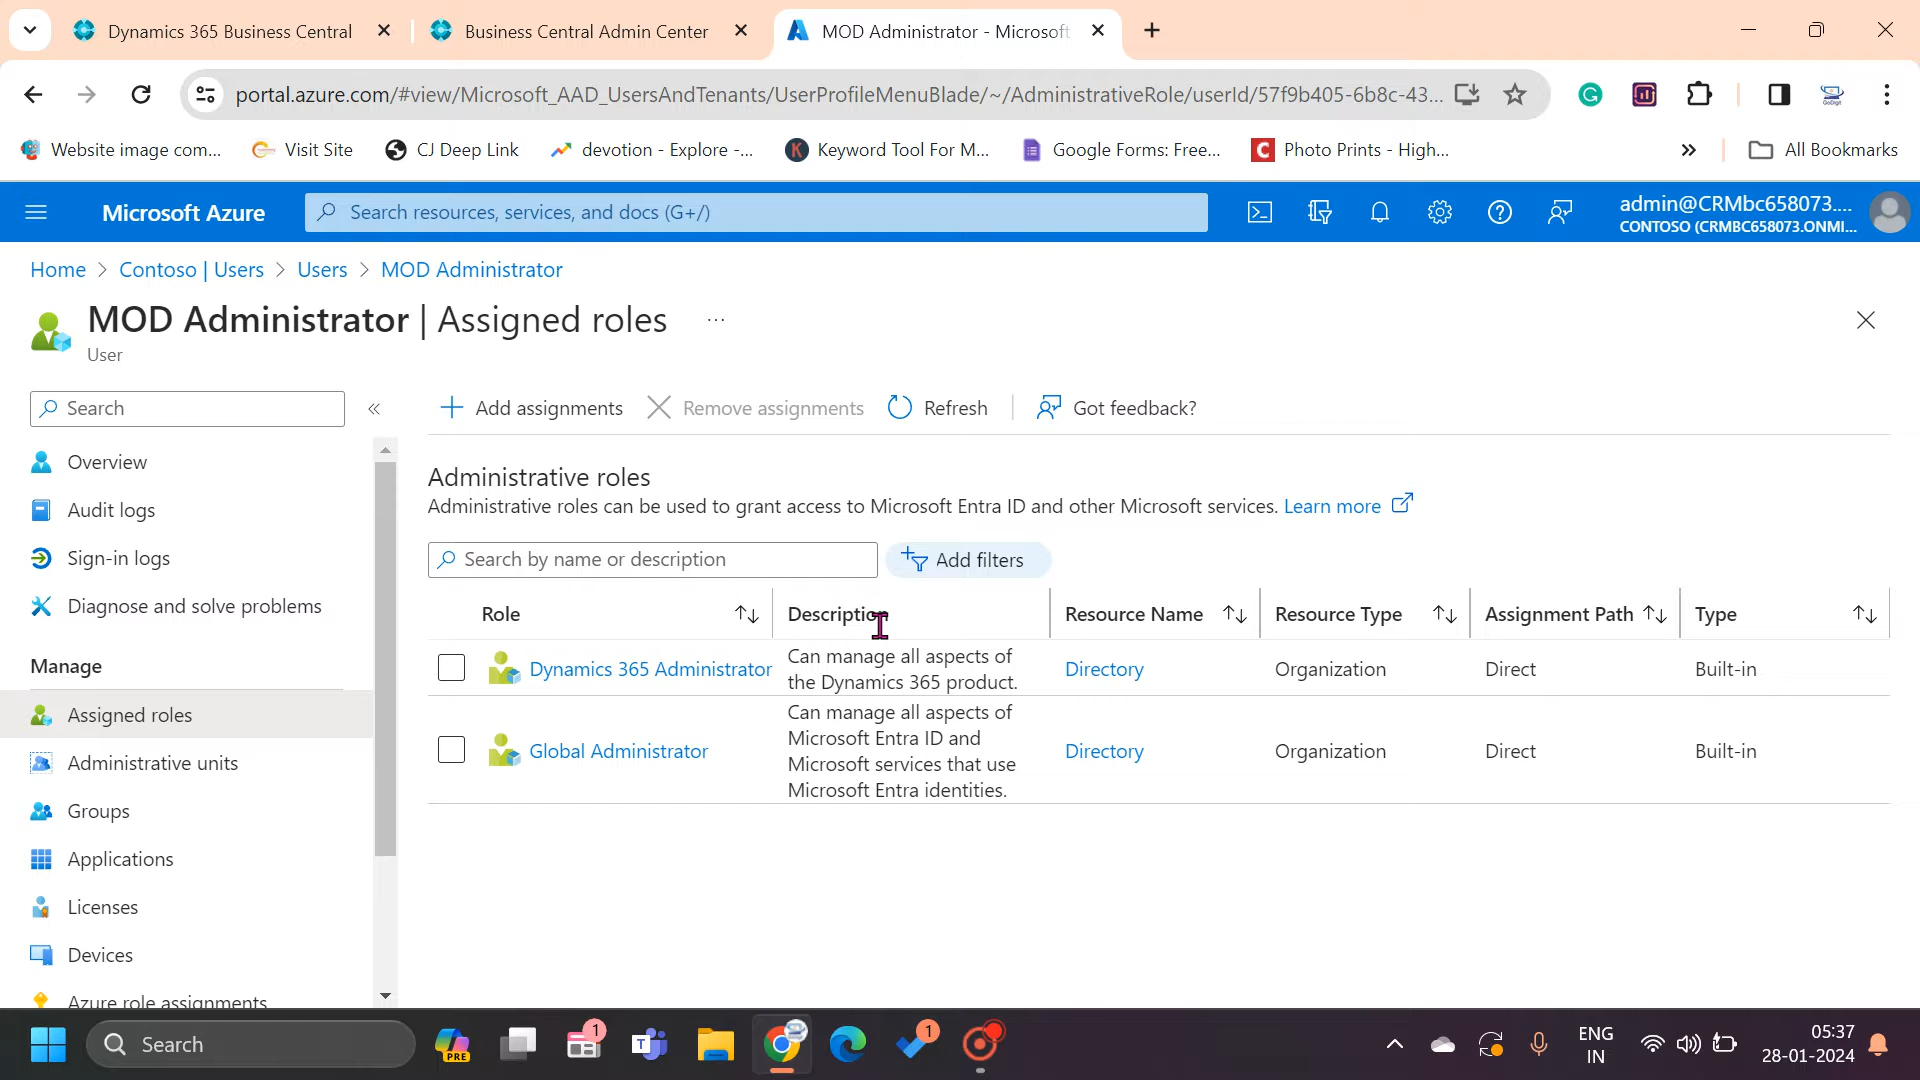 Dynamics 365 Business Central
Business Central Admin Center
MOD Administrator - Microsoft
portal.azure.com/#view/Microsoft_AAD_UsersAndTenants/UserProfileMenuBlade/~/AdministrativeRole/userId/57f9b405-6b8c-43...
Website image com...
Visit Site
CJ Deep Link
devotion - Explore -...
Keyword Tool For M...
Google Forms: Free...
Photo Prints - High...
All Bookmarks
Microsoft Azure
Search resources, services, and docs (G+/)
admin@CRMbc658073....
CONTOSO (CRMBC658073.ONMI...
Home > Contoso | Users > Users > MOD Administrator
MOD Administrator | Assigned roles ...
User
Search
Add assignments
Remove assignments
Refresh
Got feedback?
Overview
Audit logs
Sign-in logs
Diagnose and solve problems
Manage
Assigned roles
Administrative units
Groups
Applications
Licenses
Devices
Azure role assignments
Administrative roles
Administrative roles can be used to grant access to Microsoft Entra ID and other Microsoft services. Learn more
Search by name or description
Add filters
Role Description Resource Name Resource Type Assignment Path Type
Dynamics 365 Administrator
Can manage all aspects of
the Dynamics 365 product.
Directory
Organization
Direct
Built-in
Global Administrator
Can manage all aspects of
Microsoft Entra ID and
Microsoft services that use
Microsoft Entra identities.
Directory
Organization
Direct
Built-in
Search
PRE
1
1
ENG
IN
05:37
28-01-2024